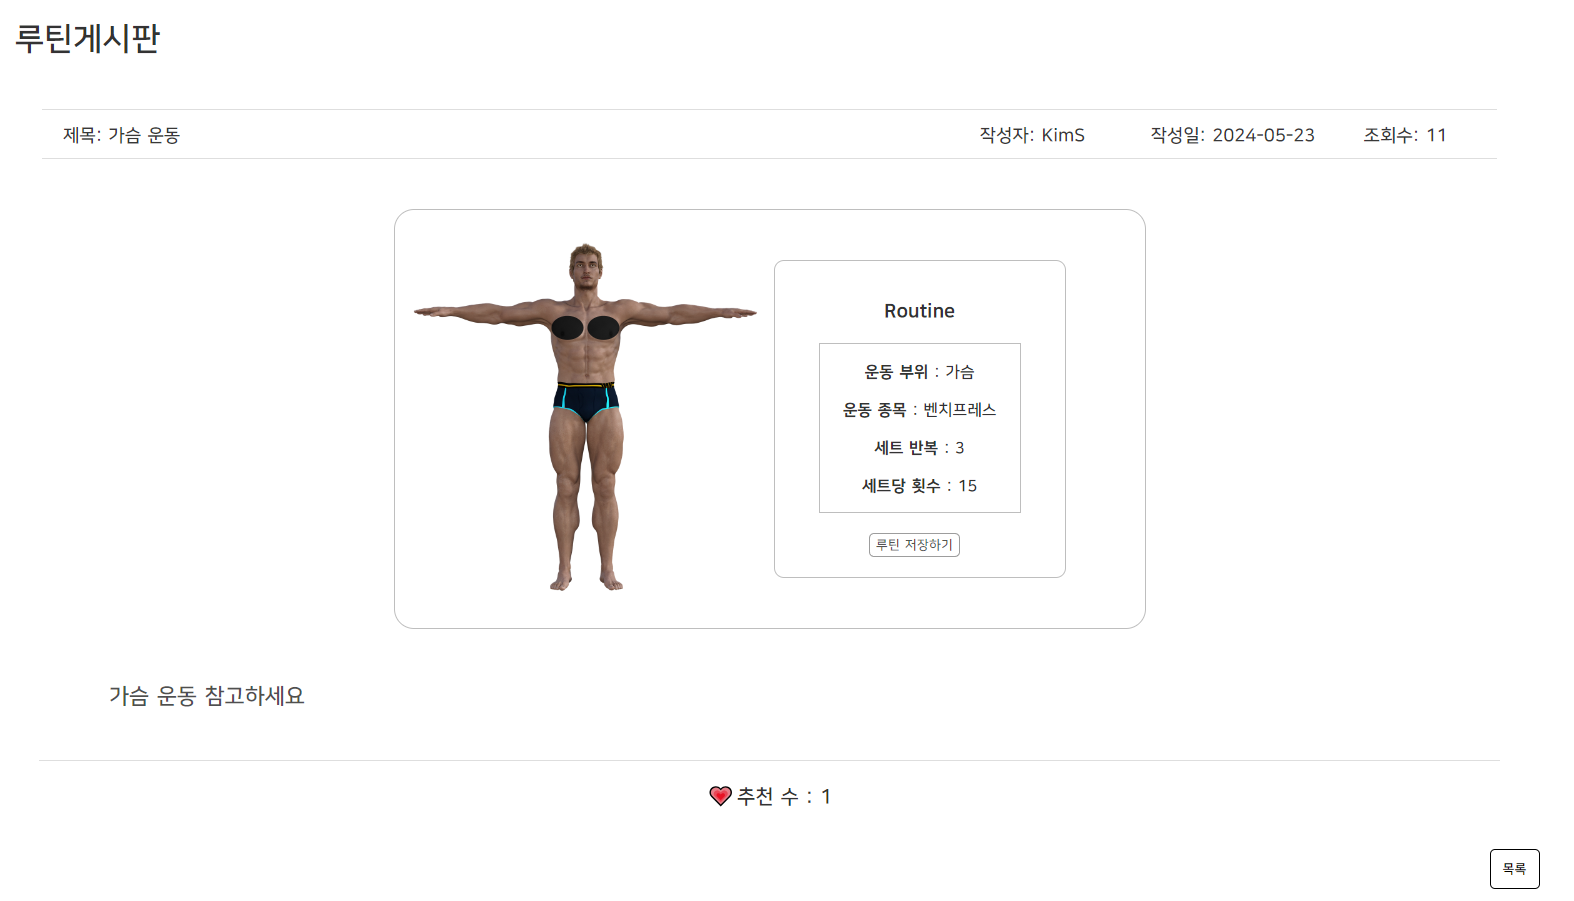 루틴게시판
제목: 가슴 운동 작성자: KimS 작성일: 2024-05-23 조회수: 11
Routine
운동 부위 : 가슴
운동 종목 : 벤치프레스
세트 반복 : 3
세트당 횟수 : 15
루틴 저장하기
가슴 운동 참고하세요
추천 수 : 1
목록